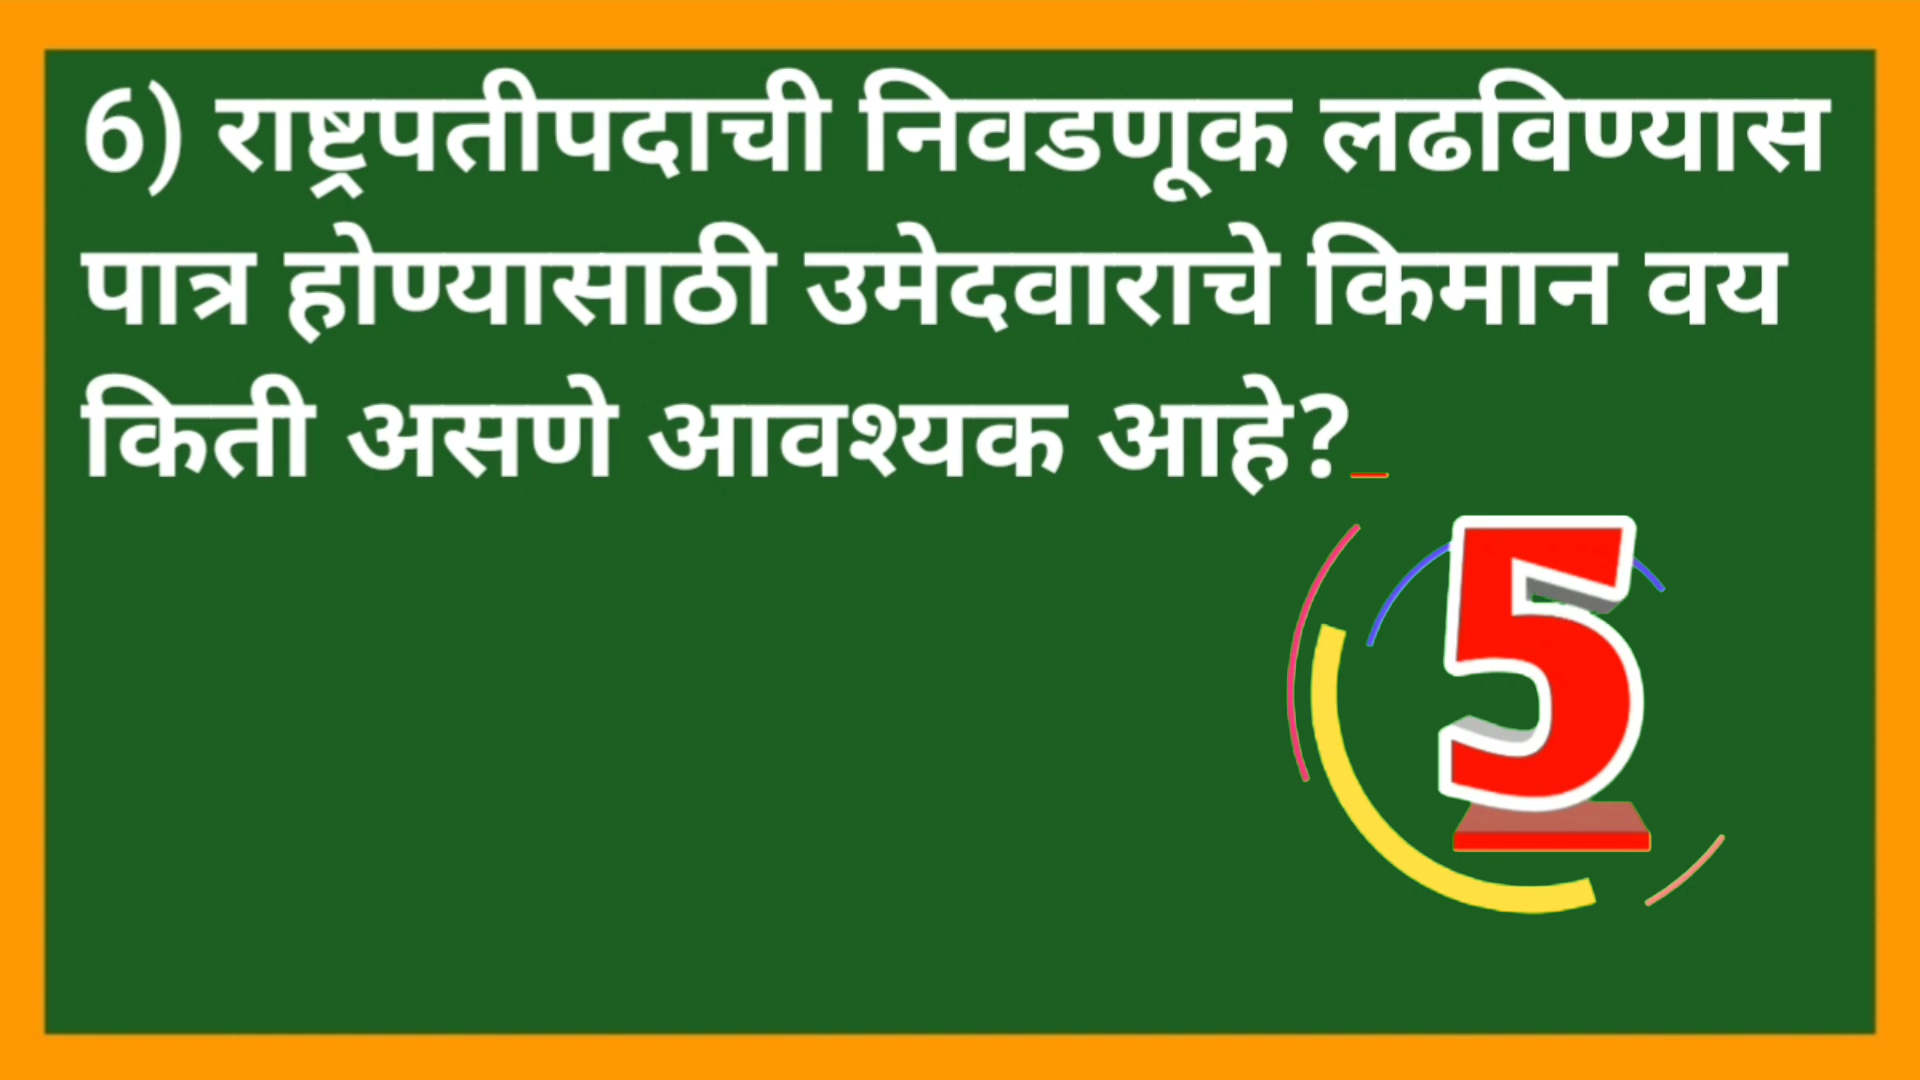 6) राष्ट्रपतीपदाची निवडणूक लढविण्यास
पात्र होण्यासाठी उमेदवाराचे किमान वय
किती असणे आवश्यक आहे?_
5